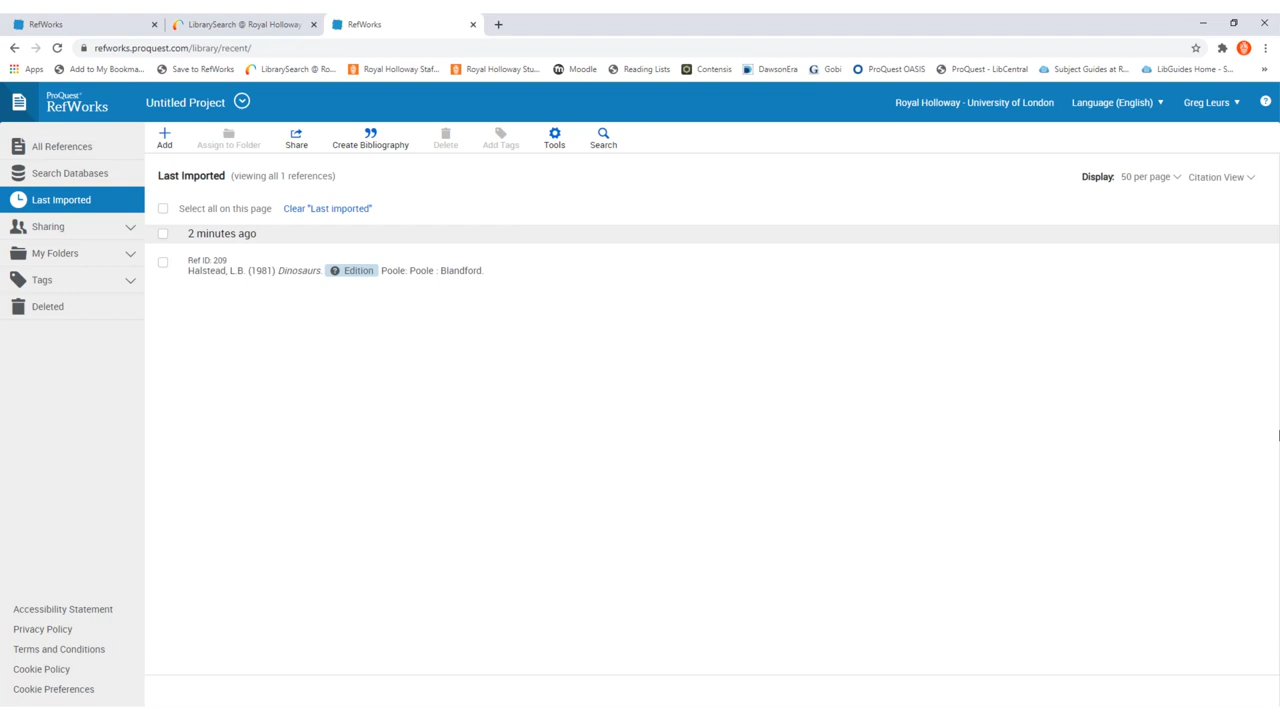 RefWorks
LibrarySearch @ Royal Holloway
RefWorks
refworks.proquest.com/library/recent/
Apps Add to My Bookma... Save to RefWorks LibrarySearch @ Ro... Royal Holloway Staf... Royal Holloway Stu... Moodle Reading Lists Contensis DawsonEra Gobi ProQuest OASIS ProQuest - LibCentral Subject Guides at R... LibGuides Home - S... »
ProQuest®
RefWorks
Untitled Project
Royal Holloway - University of London Language (English) Greg Leurs
All References
Search Databases
Last Imported
Sharing
My Folders
Tags
Deleted
Add Assign to Folder Share Create Bibliography Delete Add Tags Tools Search
Last Imported (viewing all 1 references)
Display: 50 per page Citation View
Select all on this page Clear "Last imported"
2 minutes ago
Ref ID: 209
Halstead, L.B. (1981) Dinosaurs. ? Edition Poole: Poole : Blandford.
Accessibility Statement
Privacy Policy
Terms and Conditions
Cookie Policy
Cookie Preferences